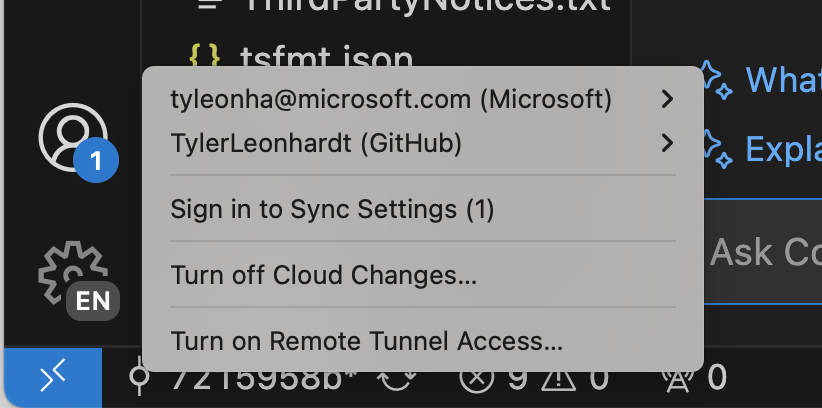 ThirdPartyNotices.txt
{} tsfmt.json
tyleonha@microsoft.com (Microsoft)
TylerLeonhardt (GitHub)
Sign in to Sync Settings (1)
Turn off Cloud Changes...
Turn on Remote Tunnel Access...
1
EN
What
Expla
Ask Co
7215958b* 9 0 0